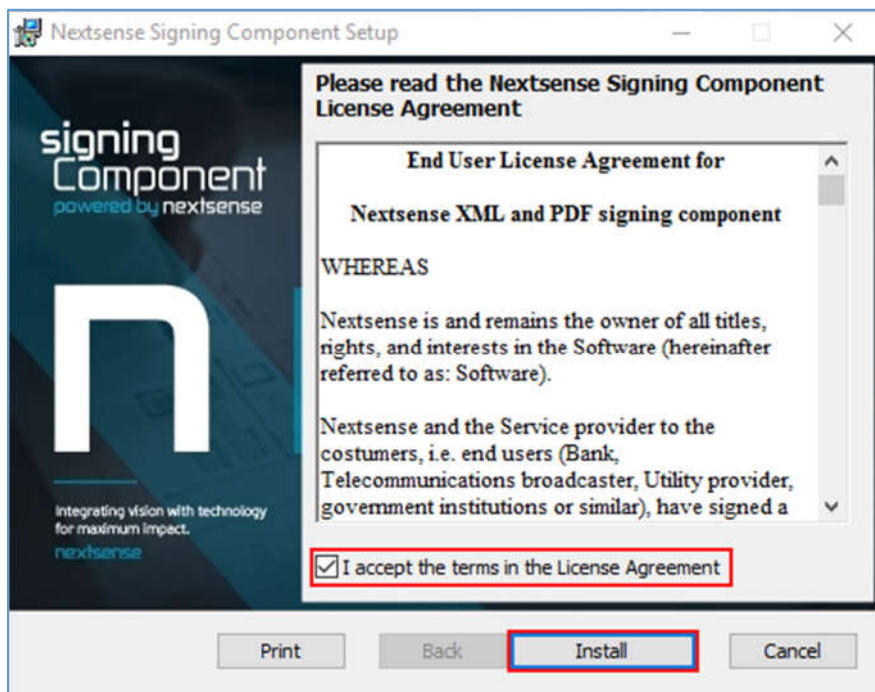 Nextsense Signing Component Setup
signing
Component
powered by nextsense
n
Integrating vision with technology
for maximum impact.
nextsense
Please read the Nextsense Signing Component
License Agreement
End User License Agreement for
Nextsense XML and PDF signing component
WHEREAS
Nextsense is and remains the owner of all titles,
rights, and interests in the Software (hereinafter
referred to as: Software).
Nextsense and the Service provider to the
costumers, i.e. end users (Bank,
Telecommunications broadcaster, Utility provider,
government institutions or similar), have signed a
I accept the terms in the License Agreement
Print
Back
Install
Cancel